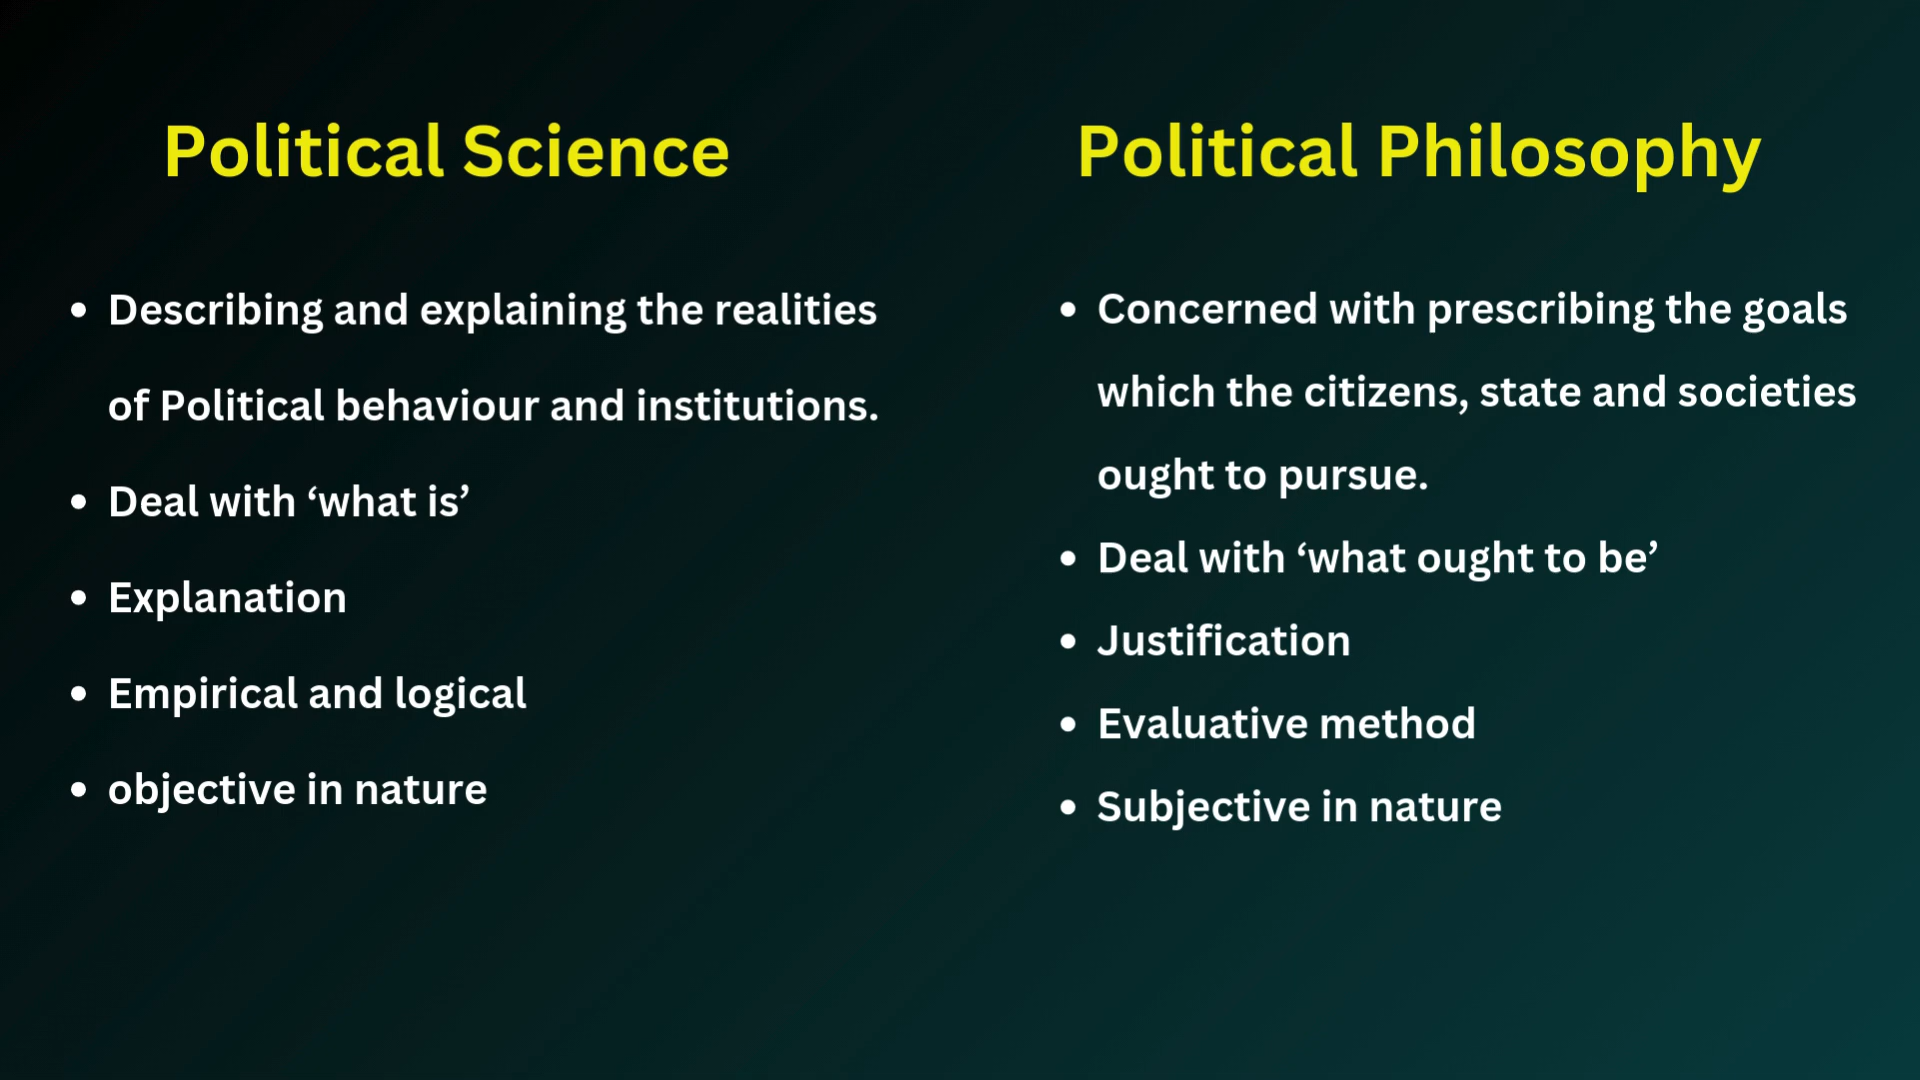 Political Science
• Describing and explaining the realities
of Political behaviour and institutions.
• Deal with ‘what is’
• Explanation
• Empirical and logical
• objective in nature
Political Philosophy
• Concerned with prescribing the goals
which the citizens, state and societies
ought to pursue.
• Deal with ‘what ought to be’
• Justification
• Evaluative method
• Subjective in nature